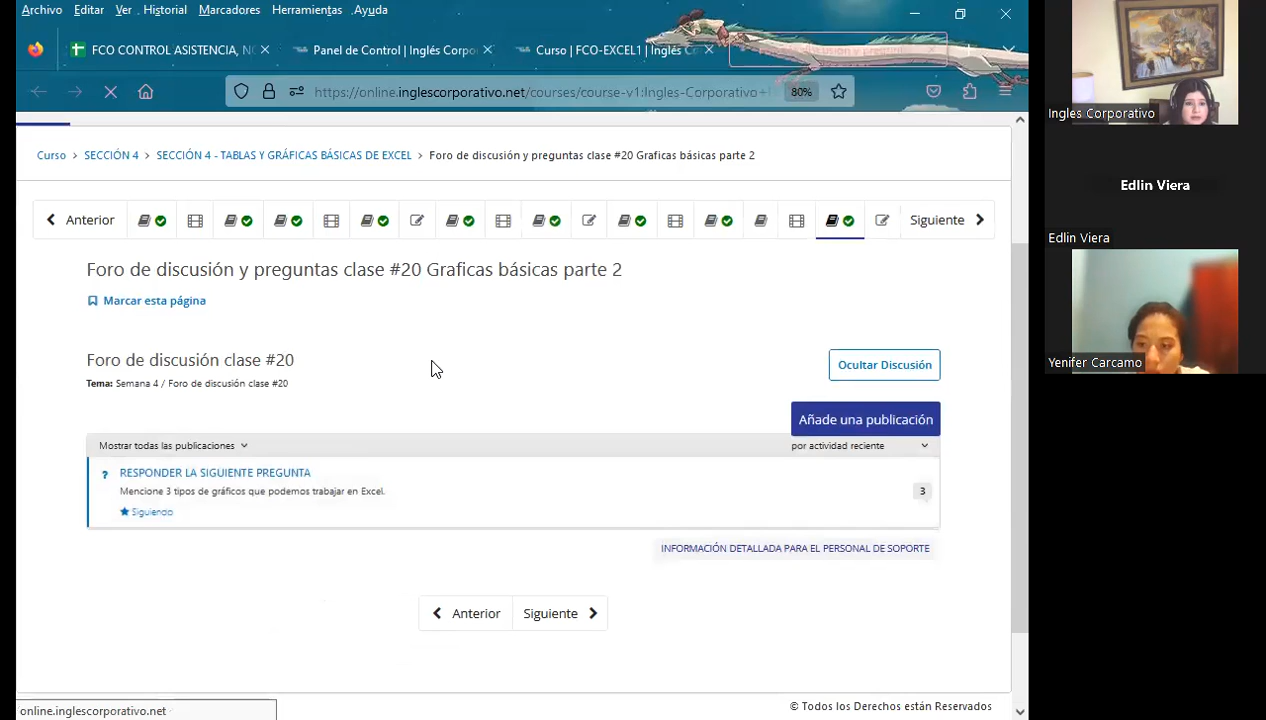 Archivo Editar Ver Historial Marcadores Herramientas Ayuda
FCO CONTROL ASISTENCIA, NO
Panel de Control | Inglés Corpor
Curso | FCO-EXCEL1 | Inglés Co
https://online.inglescorporativo.net/courses/course-v1:Ingles-Corporativo+
80%
Curso > SECCIÓN 4 > SECCIÓN 4 - TABLAS Y GRÁFICAS BÁSICAS DE EXCEL > Foro de discusión y preguntas clase #20 Graficas básicas parte 2
Anterior
Siguiente
Foro de discusión y preguntas clase #20 Graficas básicas parte 2
Marcar esta página
Foro de discusión clase #20
Ocultar Discusión
Tema: Semana 4 / Foro de discusión clase #20
Añade una publicación
Mostrar todas las publicaciones
por actividad reciente
? RESPONDER LA SIGUIENTE PREGUNTA
Mencione 3 tipos de gráficos que podemos trabajar en Excel.
3
Siguiendo
INFORMACIÓN DETALLADA PARA EL PERSONAL DE SOPORTE
Anterior Siguiente
© Todos los Derechos están Reservados
online.inglescorporativo.net
Ingles Corporativo
Edlin Viera
Edlin Viera
Yenifer Carcamo